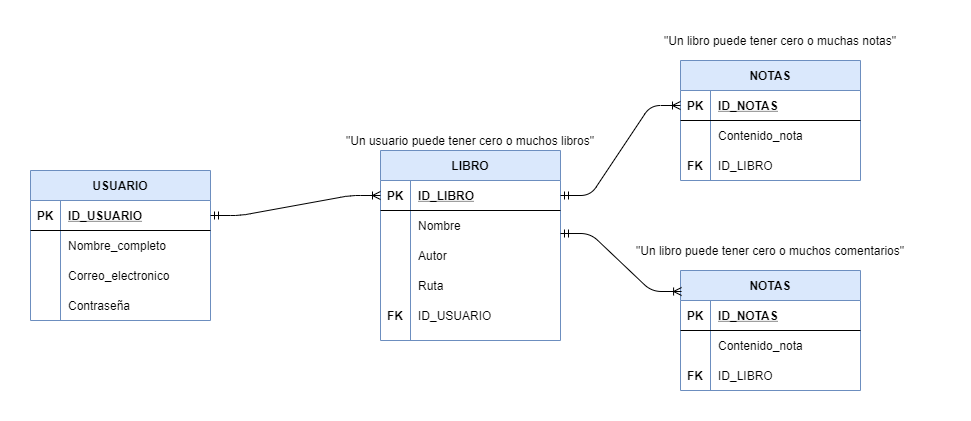 "Un libro puede tener cero o muchas notas"
NOTAS
PK ID_NOTAS
Contenido_nota
FK ID_LIBRO
"Un usuario puede tener cero o muchos libros"
LIBRO
PK ID_LIBRO
Nombre
Autor
Ruta
FK ID_USUARIO
USUARIO
PK ID_USUARIO
Nombre_completo
Correo_electronico
Contraseña
"Un libro puede tener cero o muchos comentarios"
NOTAS
PK ID_NOTAS
Contenido_nota
FK ID_LIBRO